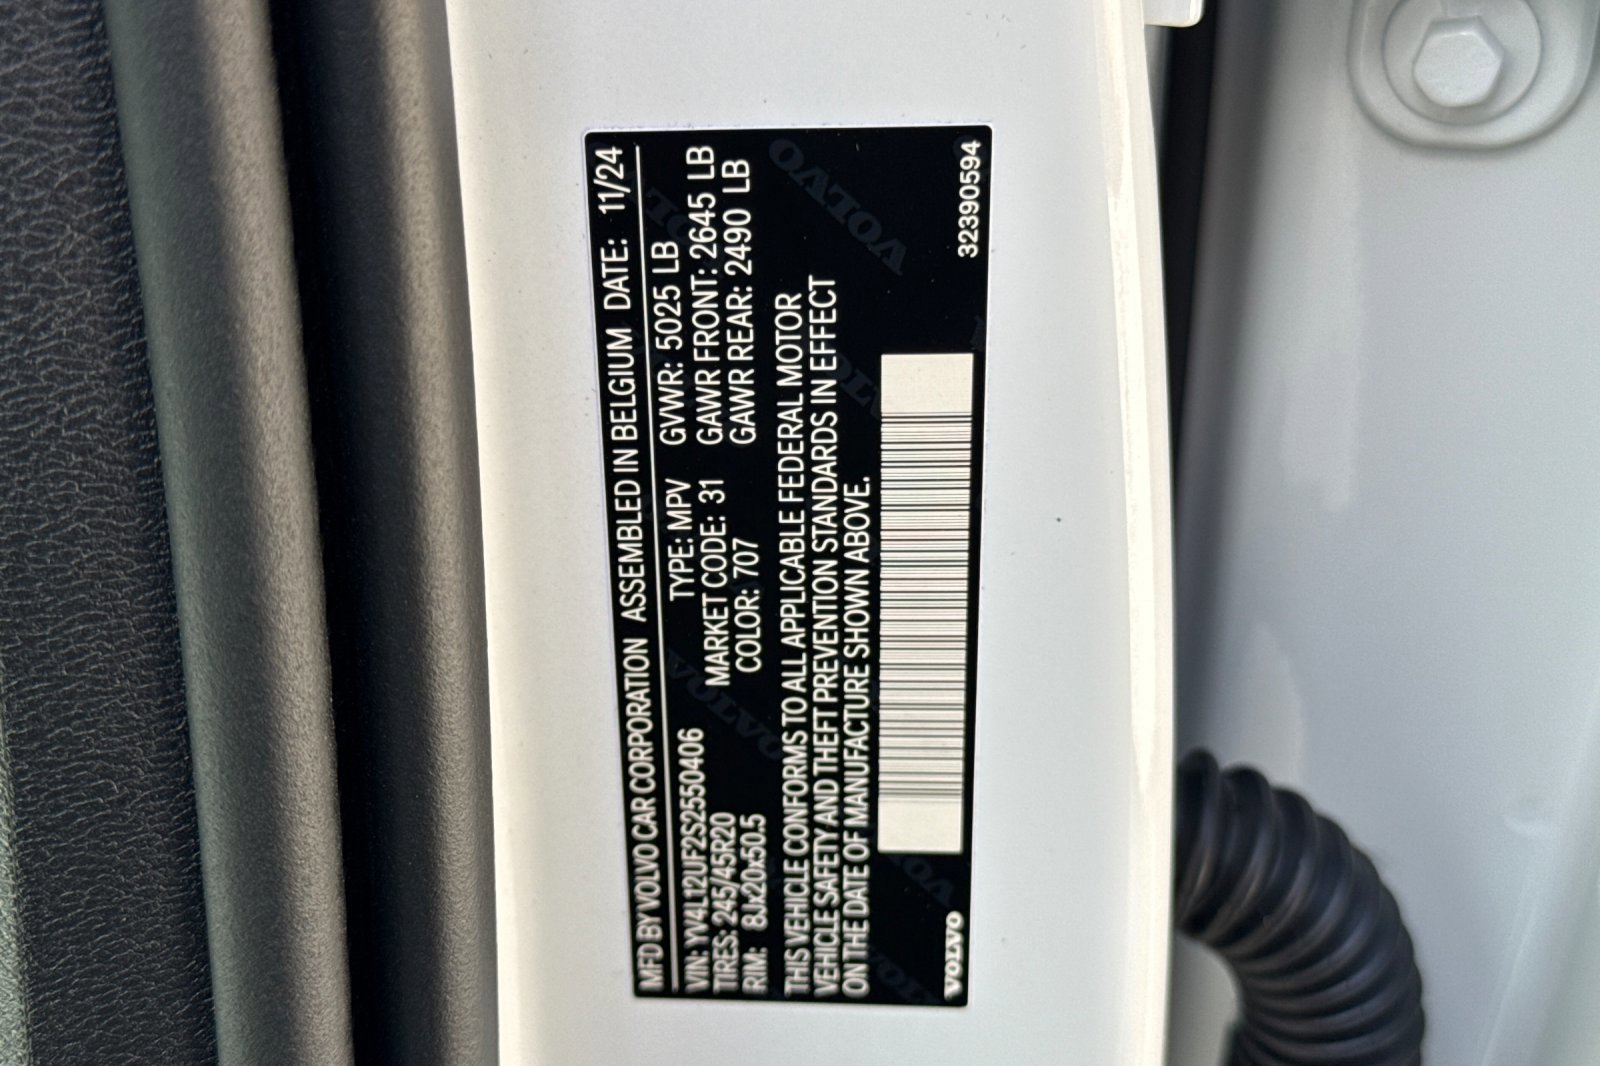 MFD BY VOLVO CAR CORPORATION ASSEMBLED IN BELGIUM DATE: 11/24
VIN: YV4L12UF2S2550406 TYPE: MPV GVWR: 5025 LB
TIRES: 245/45R20 MARKET CODE: 31 GAWR FRONT: 2645 LB
RIM: 8Jx20x50.5 COLOR: 707 GAWR REAR: 2490 LB
THIS VEHICLE CONFORMS TO ALL APPLICABLE FEDERAL MOTOR
VEHICLE SAFETY AND THEFT PREVENTION STANDARDS IN EFFECT
ON THE DATE OF MANUFACTURE SHOWN ABOVE.
VOLVO 32390594